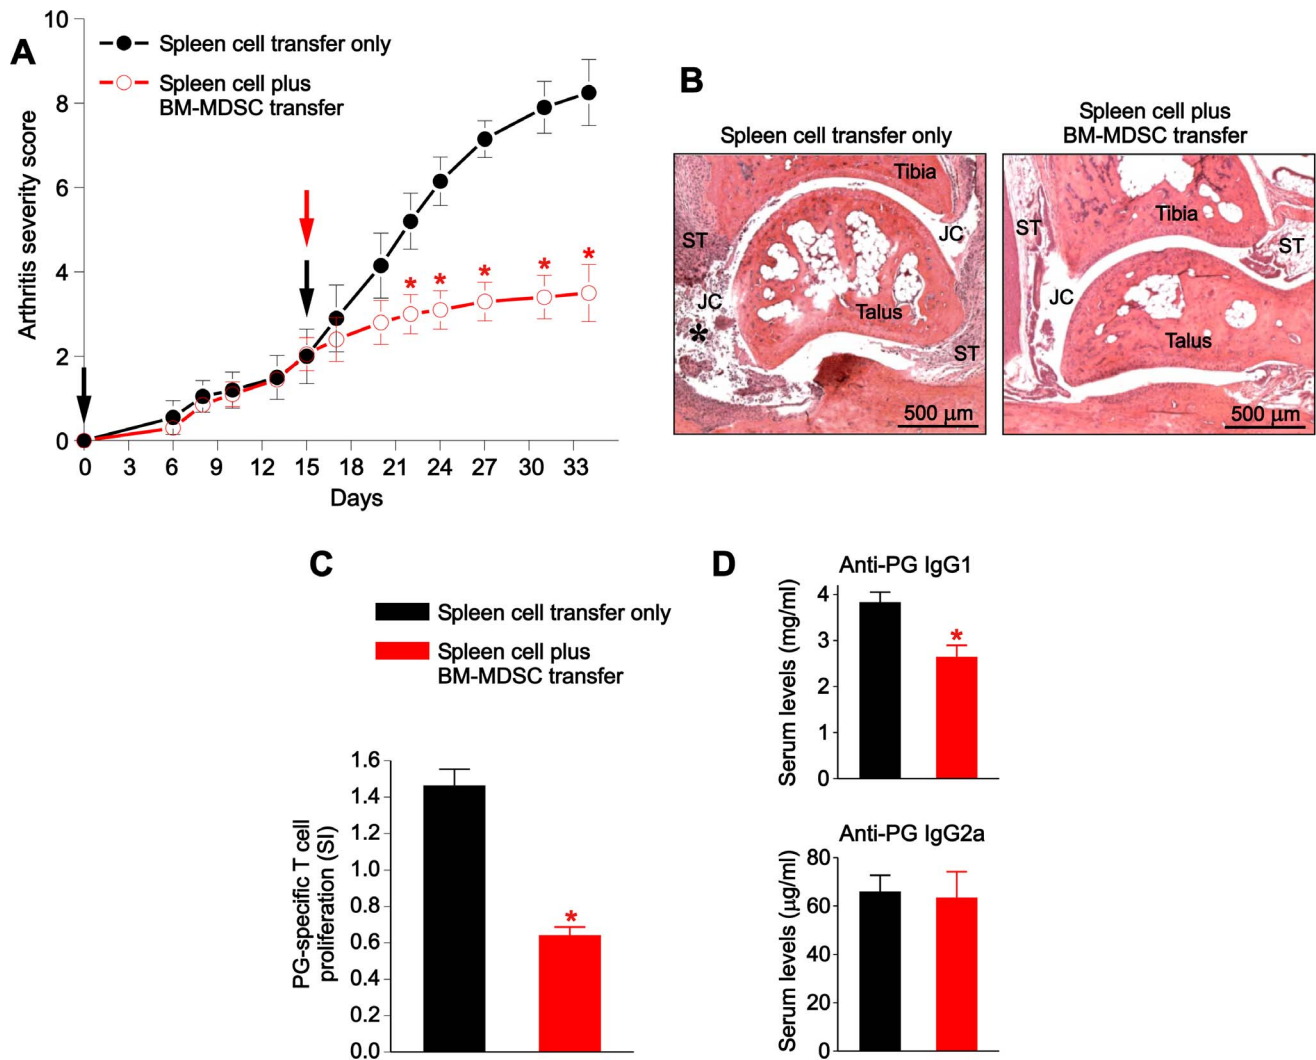 A
10
8
6
4
2
0
Arthritis severity score
Spleen cell transfer only
Spleen cell plus
BM-MDSC transfer
* * * * *
0 3 6 9 12 15 18 21 24 27 30 33
Days
B
Spleen cell transfer only
Tibia
ST
JC
JC
*
Talus
ST
500 µm
Spleen cell plus
BM-MDSC transfer
ST
Tibia
ST
JC
Talus
500 µm
C
Spleen cell transfer only
Spleen cell plus
BM-MDSC transfer
1.6
1.4
1.2
1.0
0.8
0.6
0.4
0.2
0.0
PG-specific T cell
proliferation (SI)
*
D
Anti-PG IgG1
4
3
2
1
0
Serum levels (mg/ml)
*
Anti-PG IgG2a
80
60
40
20
0
Serum levels (µg/ml)